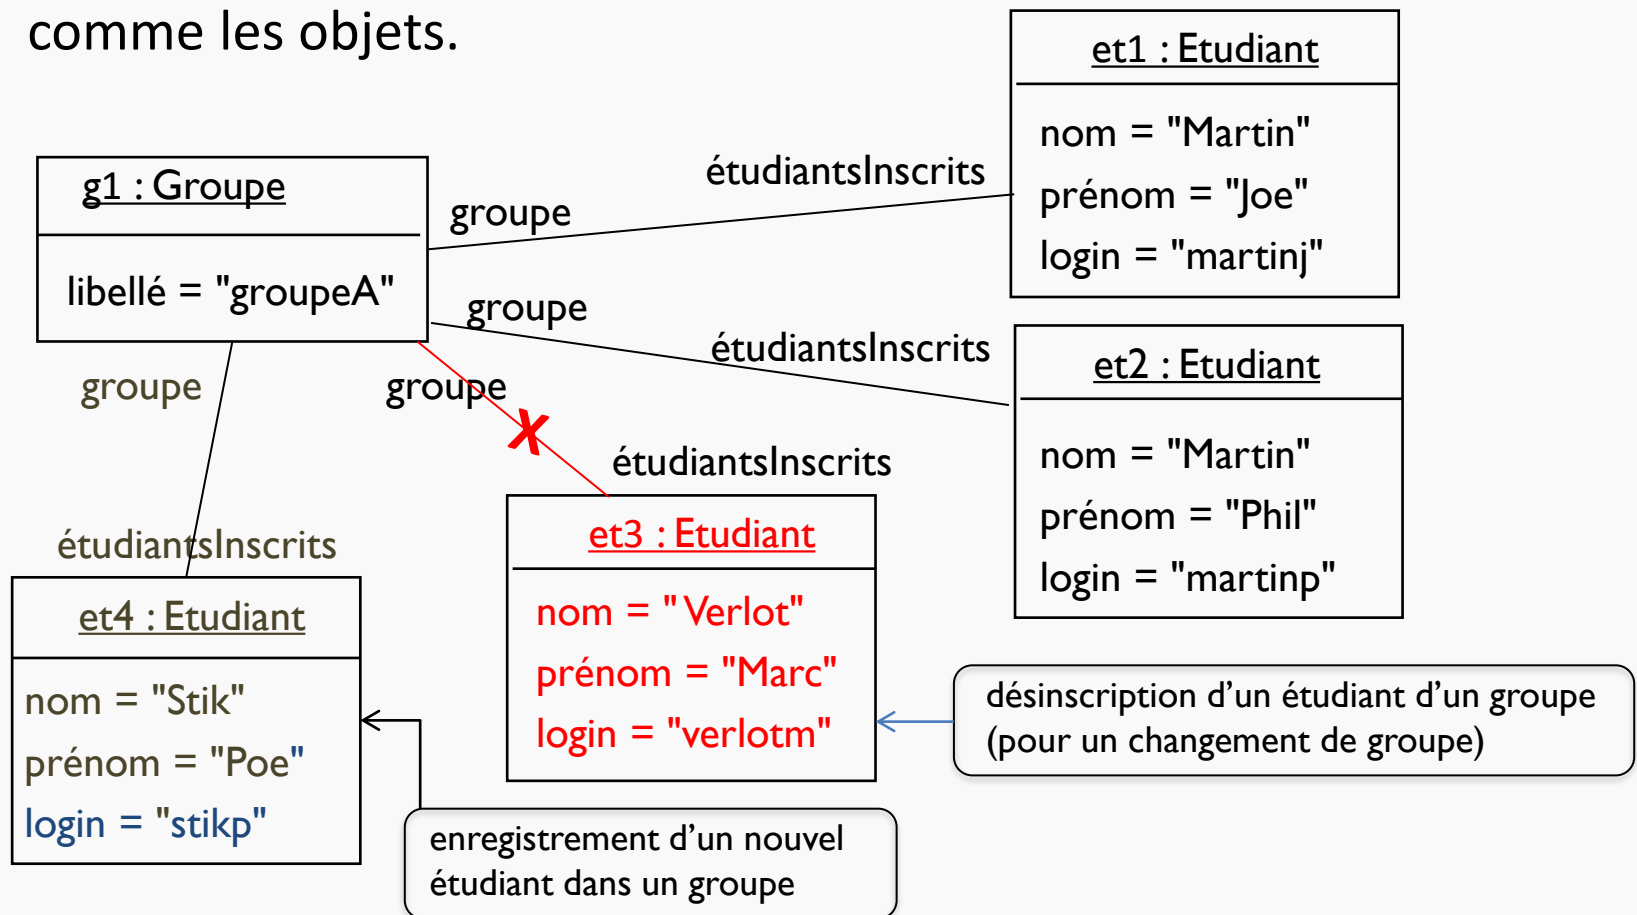 comme les objets.
et1 : Etudiant
nom = "Martin"
prénom = "Joe"
login = "martinj"
g1 : Groupe
libellé = "groupeA"
groupe
étudiantsInscrits
groupe
étudiantsInscrits
et2 : Etudiant
nom = "Martin"
prénom = "Phil"
login = "martinp"
groupe
groupe
étudiantsInscrits
X
étudiantsInscrits
et3 : Etudiant
nom = " Verlot"
prénom = "Marc"
login = "verlotm"
et4 : Etudiant
nom = "Stik"
prénom = "Poe"
login = "stikp"
désinscription d’un étudiant d’un groupe
(pour un changement de groupe)
enregistrement d’un nouvel
étudiant dans un groupe